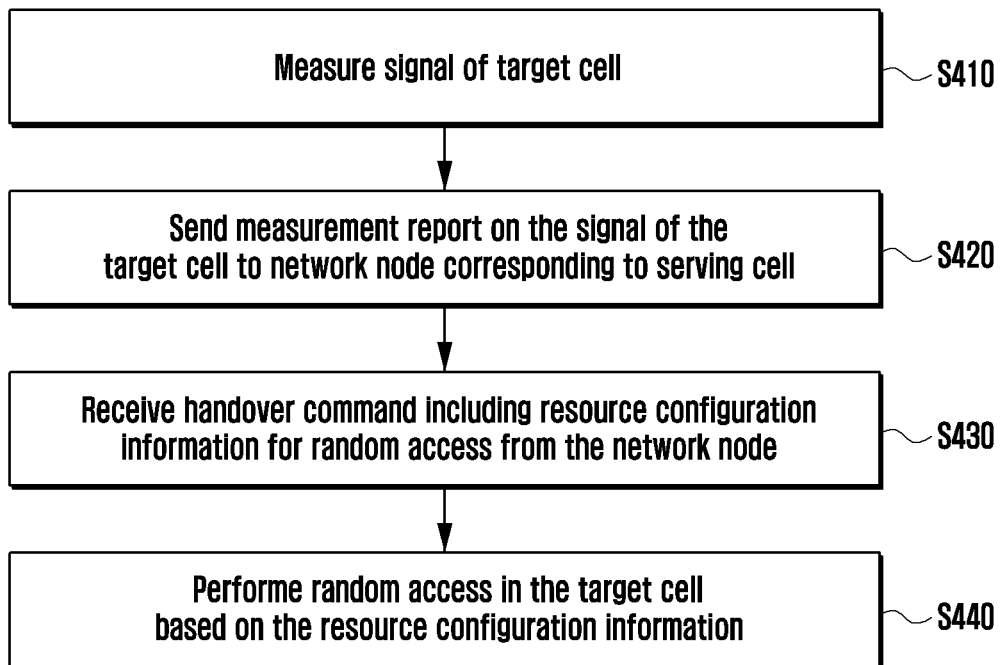 Measure signal of target cell
S410
Send measurement report on the signal of the
target cell to network node corresponding to serving cell
S420
Receive handover command including resource configuration
information for random access from the network node
S430
Performe random access in the target cell
based on the resource configuration information
S440